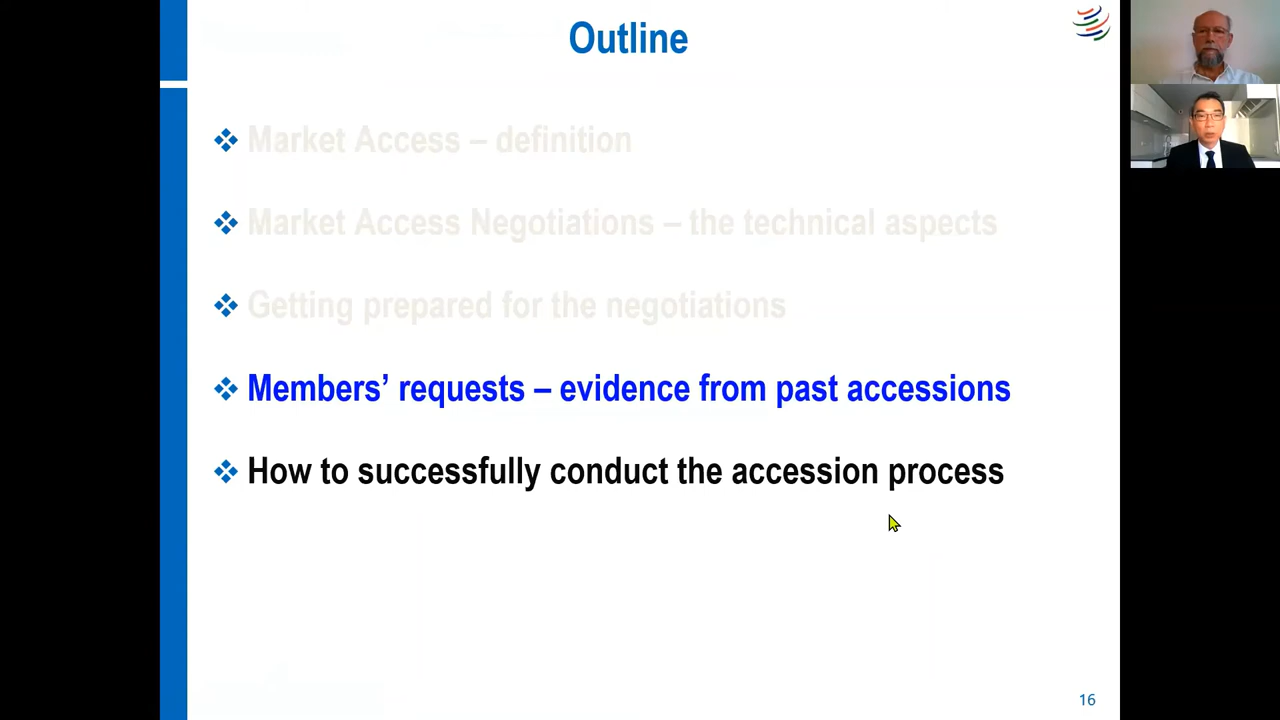 Outline
Market Access – definition
Market Access Negotiations – the technical aspects
Getting prepared for the negotiations
Members’ requests – evidence from past accessions
How to successfully conduct the accession process
16